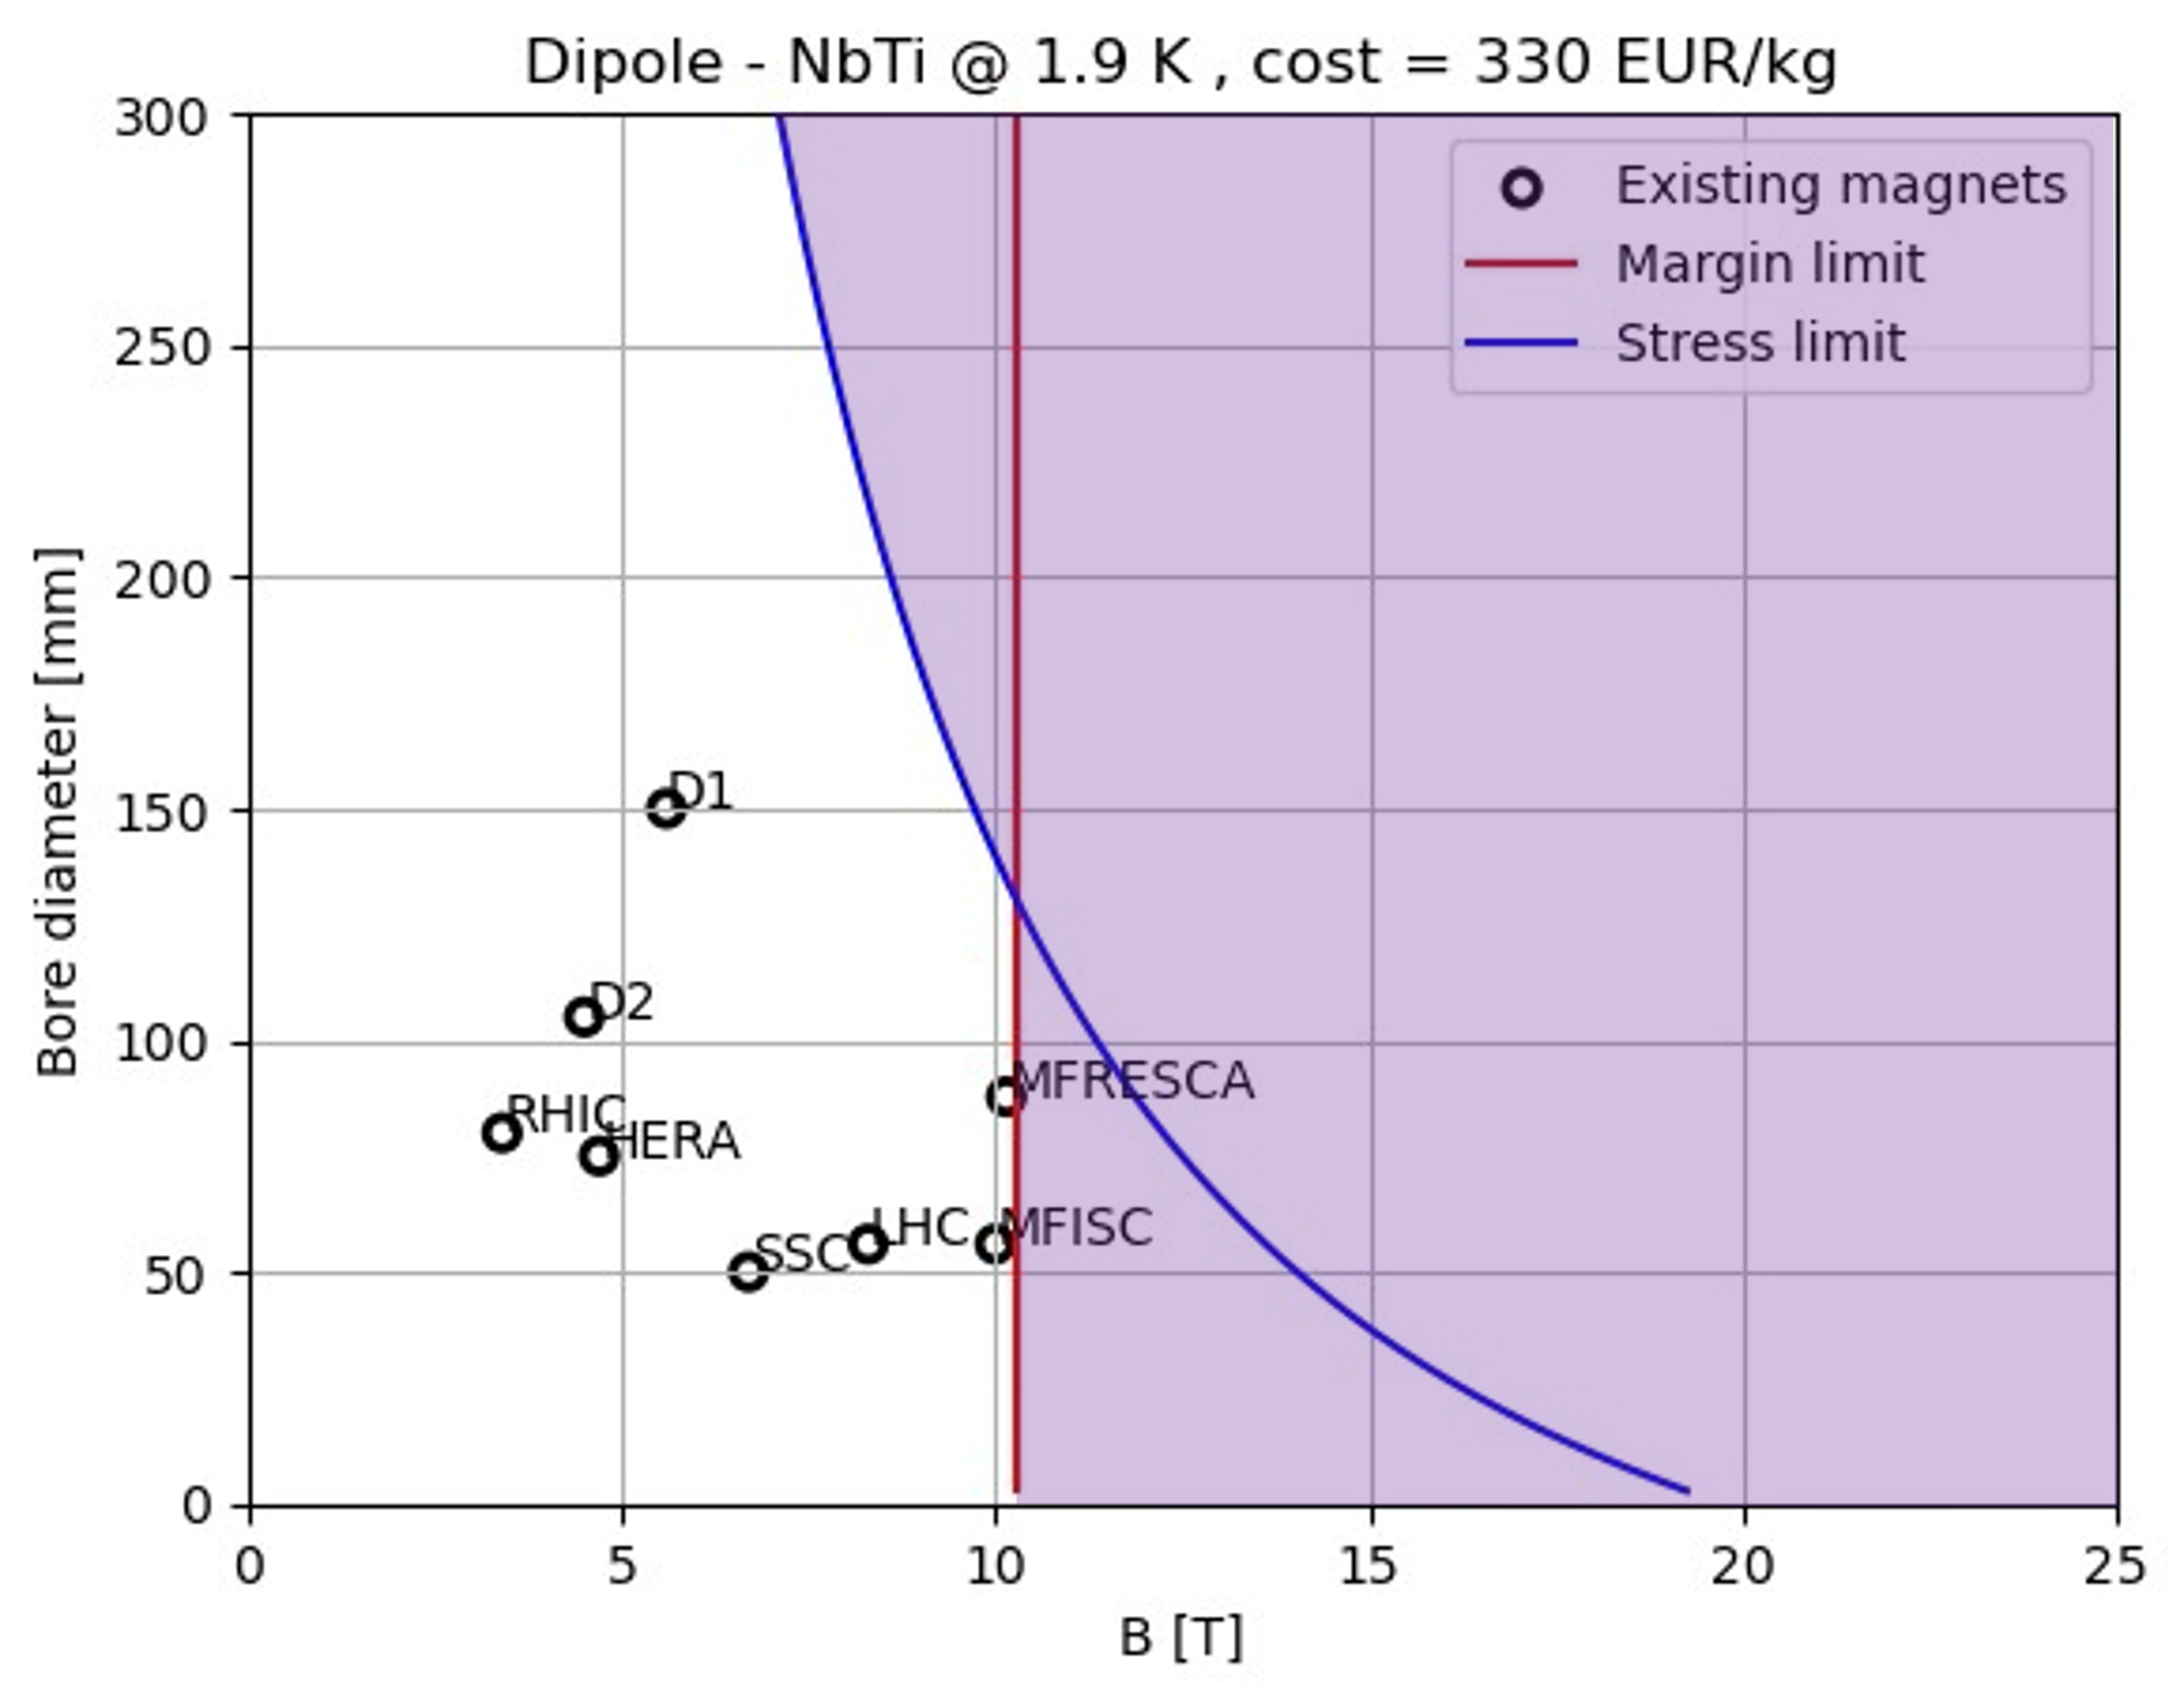 Dipole - NbTi @ 1.9 K , cost = 330 EUR/kg
300
250
200
150
100
50
0
Bore diameter [mm]
Existing magnets
Margin limit
Stress limit
D1
D2
MFRESCA
RHIC
HERA
LHC
MFISC
SSC
0 5 10 15 20 25
B [T]